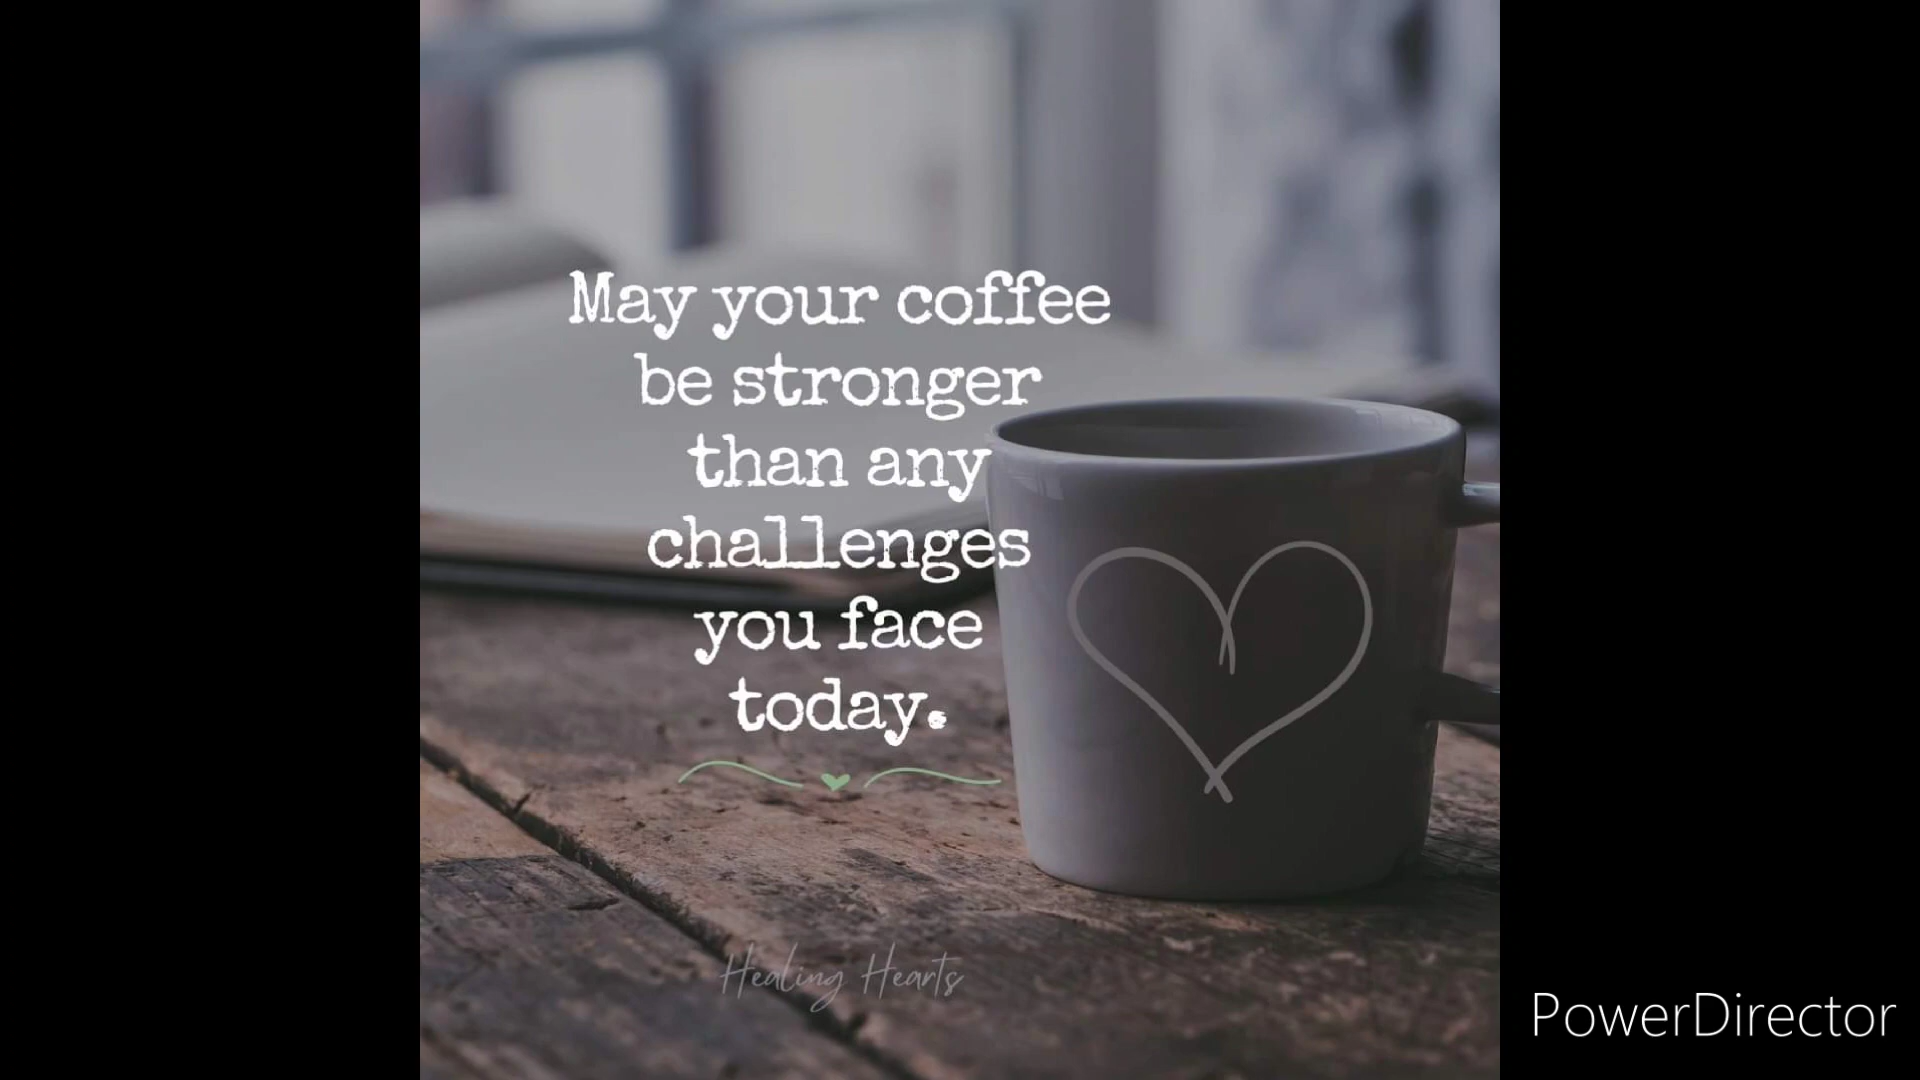 May your coffee
be stronger
than any
challenges
you face
today.
Healing Hearts
PowerDirector